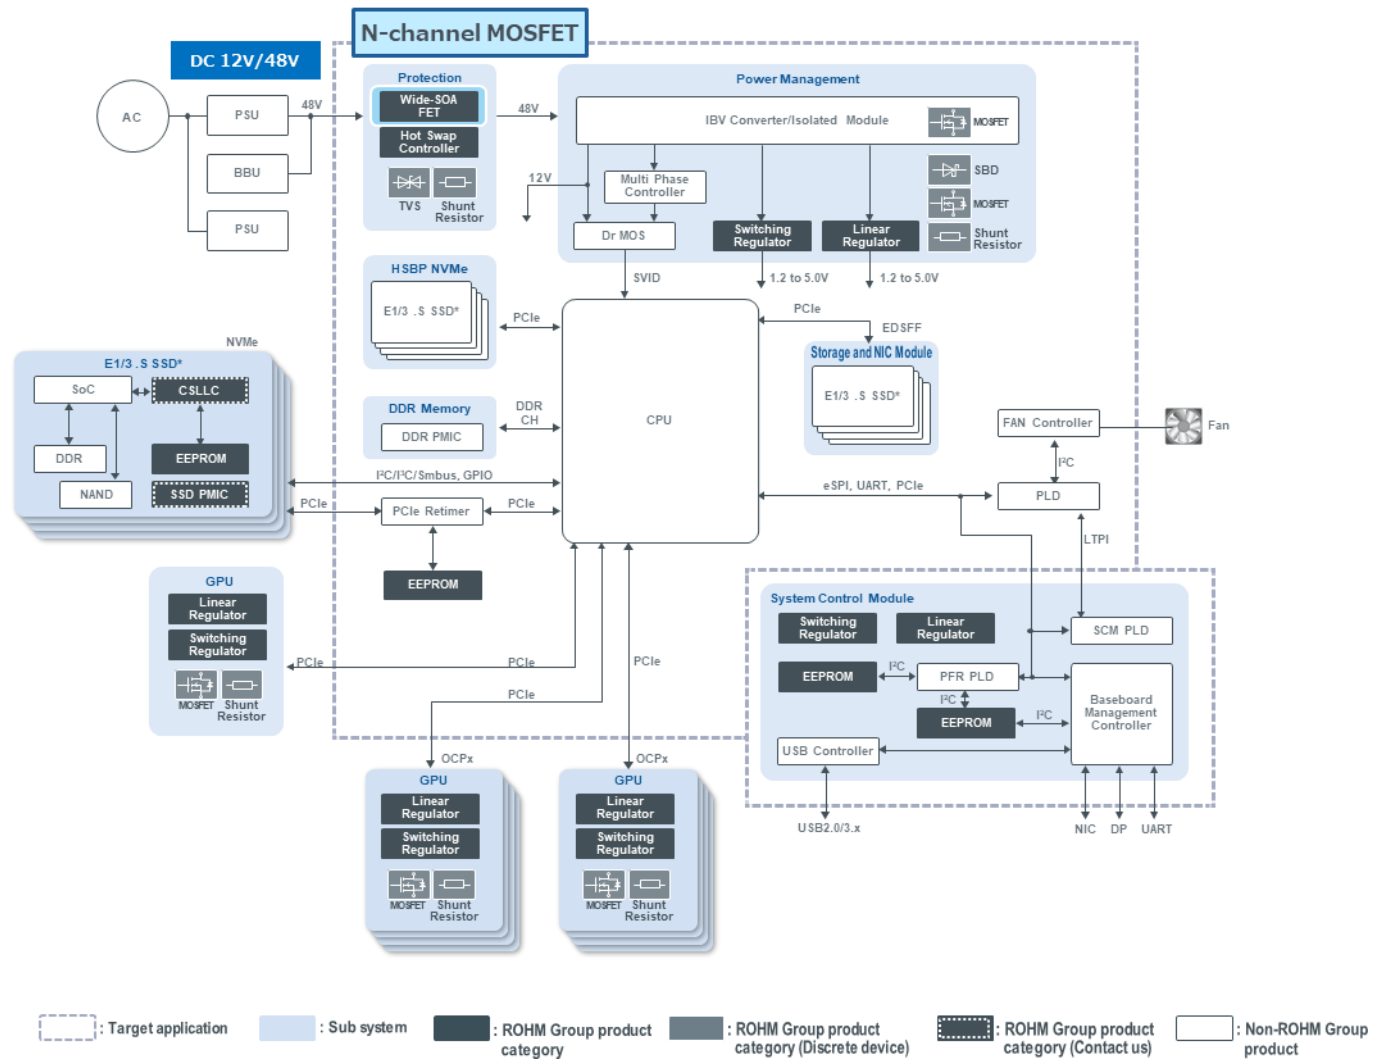 N-channel MOSFET
DC 12V/48V
AC
PSU
BBU
PSU
48V
Protection
Wide-SOA
FET
Hot Swap
Controller
TVS
Shunt
Resistor
48V
Power Management
IBV Converter/Isolated Module
MOSFET
SBD
MOSFET
Shunt
Resistor
12V
Multi Phase
Controller
Dr MOS
Switching
Regulator
Linear
Regulator
SVID
1.2 to 5.0V
1.2 to 5.0V
HSBP NVMe
E1/3 .S SSD*
PCIe
PCIe
EDSFF
Storage and NIC Module
E1/3 .S SSD*
NVMe
E1/3 .S SSD*
SoC
CSLLC
DDR
EEPROM
NAND
SSD PMIC
DDR Memory
DDR PMIC
DDR
CH
CPU
FAN Controller
Fan
I²C
I²C/I³C/Smbus, GPIO
eSPI, UART, PCIe
PLD
PCIe
PCIe Retimer
PCIe
LTPI
EEPROM
GPU
Linear
Regulator
Switching
Regulator
MOSFET
Shunt
Resistor
PCIe
PCIe
PCIe
PCIe
System Control Module
Switching
Regulator
Linear
Regulator
SCM PLD
EEPROM
I²C
PFR PLD
I²C
EEPROM
I²C
Baseboard
Management
Controller
USB Controller
USB2.0/3.x
NIC
DP
UART
OCPx
OCPx
GPU
Linear
Regulator
Switching
Regulator
MOSFET
Shunt
Resistor
GPU
Linear
Regulator
Switching
Regulator
MOSFET
Shunt
Resistor
: Target application
: Sub system
: ROHM Group product
category
: ROHM Group product
category (Discrete device)
: ROHM Group product
category (Contact us)
: Non-ROHM Group
product